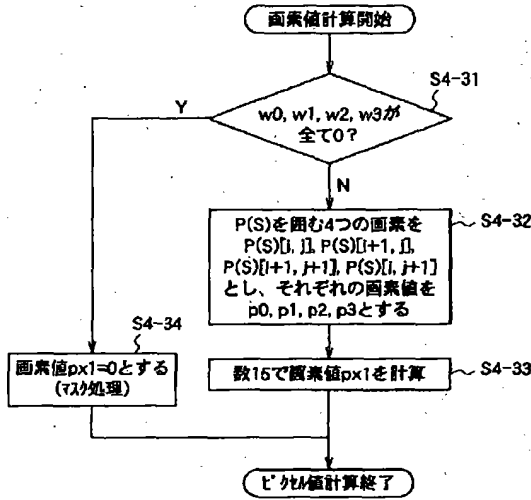 画素値計算開始
S4-31
w0, w1, w2, w3が
全て0?
Y
N
S4-32
P(S)を囲む4つの画素を
P(S)[i, j], P(S)[i+1, j],
P(S)[i+1, j+1], P(S)[i, j+1]
とし、それぞれの画素値を
p0, p1, p2, p3とする
S4-34
画素値px1=0とする
(マスク処理)
数15で画素値px1を計算
S4-33
ピクセル値計算終了